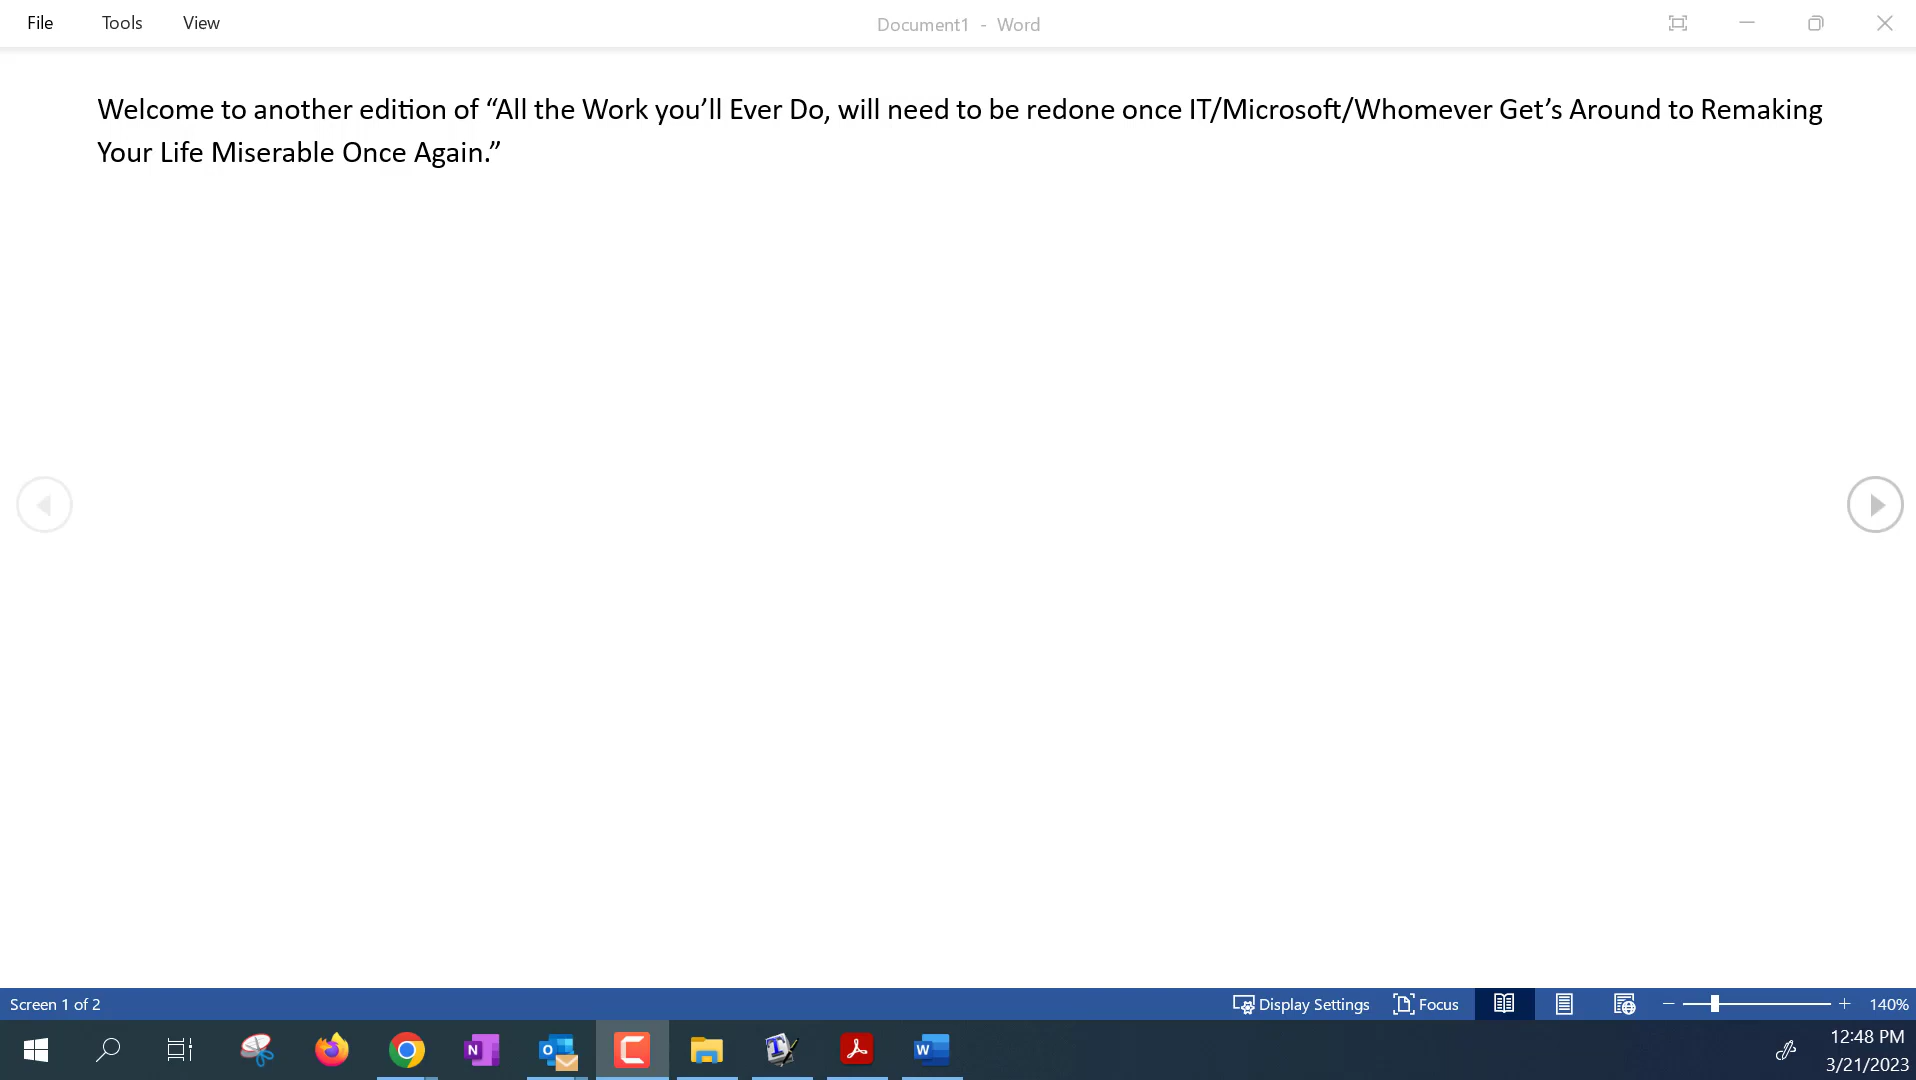 File Tools View Document1 - Word
Welcome to another edition of “All the Work you’ll Ever Do, will need to be redone once IT/Microsoft/Whomever Get’s Around to Remaking
Your Life Miserable Once Again.”
Screen 1 of 2 Display Settings Focus 140%
12:48 PM
3/21/2023